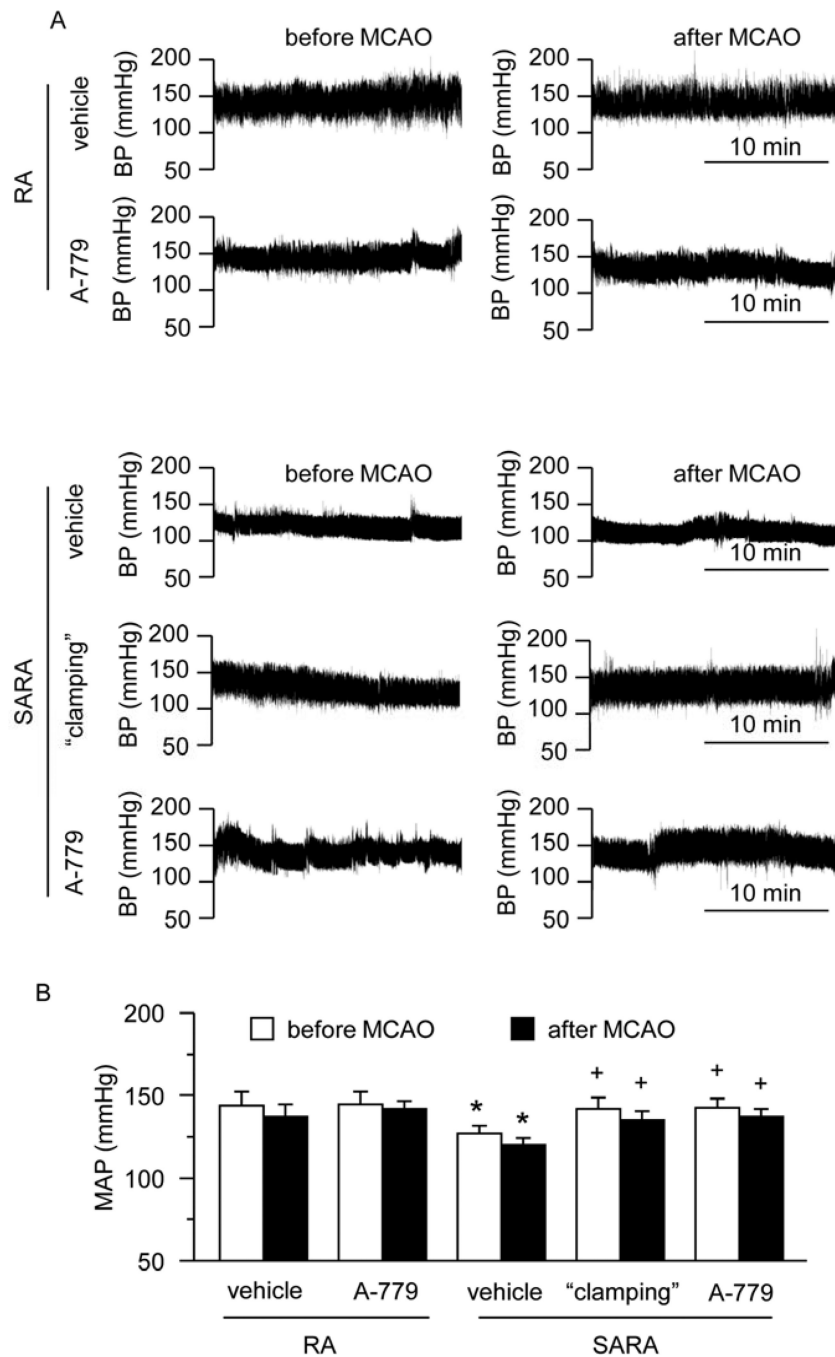 A
before MCAO
after MCAO
RA
vehicle
BP (mmHg)
200
150
100
50
BP (mmHg)
200
150
100
50
10 min
A-779
BP (mmHg)
200
150
100
50
BP (mmHg)
200
150
100
50
10 min
before MCAO
after MCAO
SARA
vehicle
BP (mmHg)
200
150
100
50
BP (mmHg)
200
150
100
50
10 min
“clamping”
BP (mmHg)
200
150
100
50
BP (mmHg)
200
150
100
50
10 min
A-779
BP (mmHg)
200
150
100
50
BP (mmHg)
200
150
100
50
10 min
B
MAP (mmHg)
200
150
100
50
before MCAO
after MCAO
* * + + + +
vehicle A-779 vehicle “clamping” A-779
RA SARA